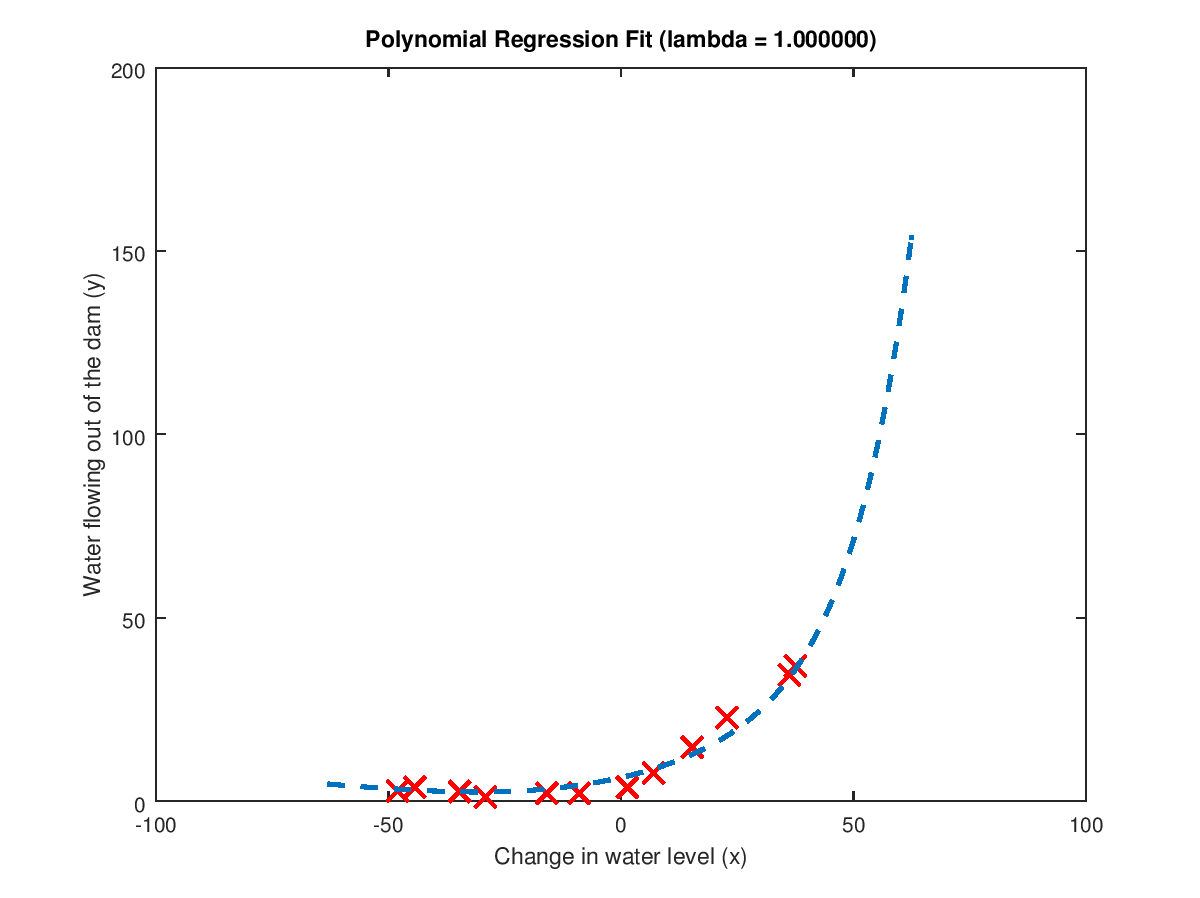 Polynomial Regression Fit (lambda = 1.000000)
200
150
100
50
0
Water flowing out of the dam (y)
-100 -50 0 50 100
Change in water level (x)